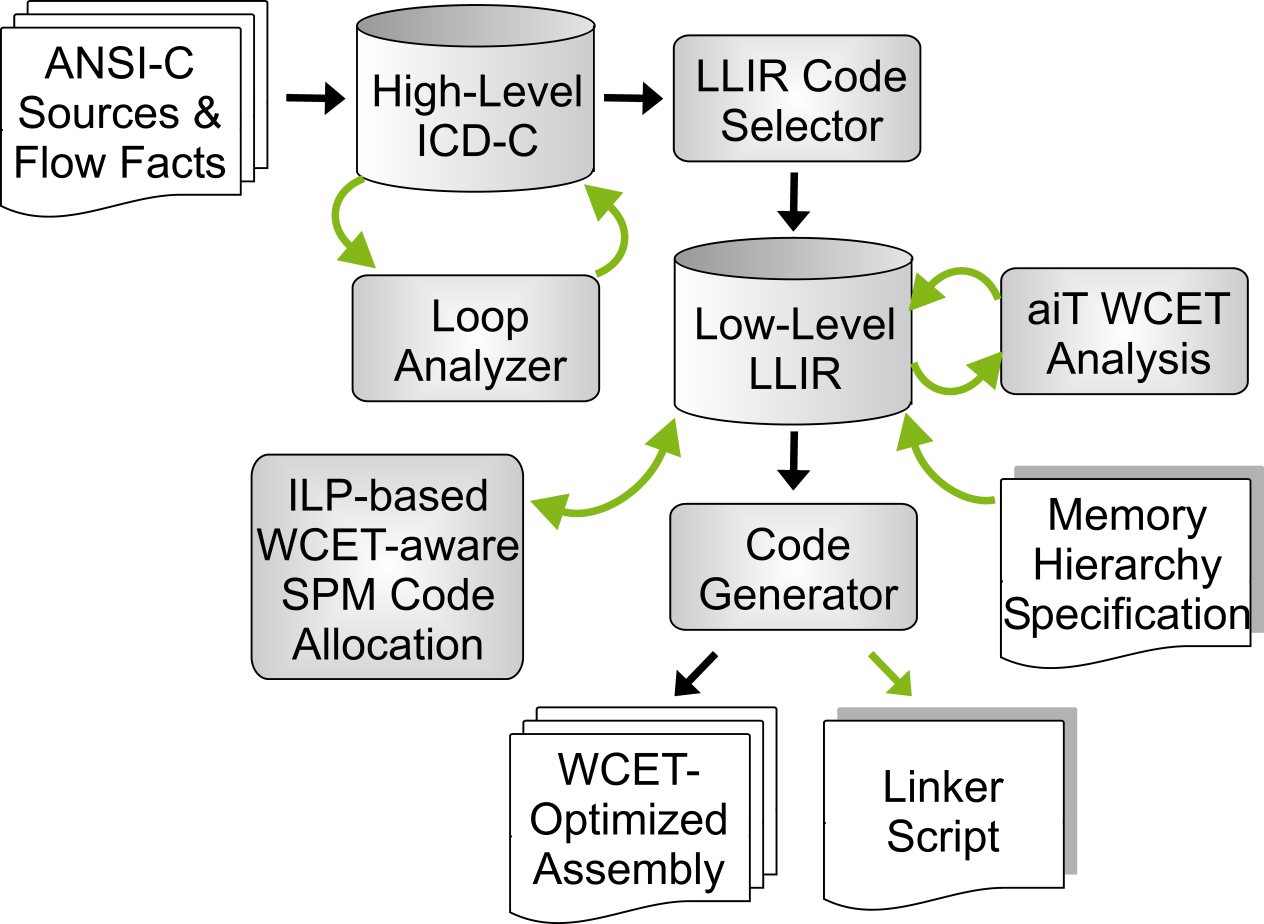 ANSI-C
Sources &
Flow Facts
High-Level
ICD-C
LLIR Code
Selector
Loop
Analyzer
Low-Level
LLIR
aiT WCET
Analysis
ILP-based
WCET-aware
SPM Code
Allocation
Code
Generator
Memory
Hierarchy
Specification
WCET-
Optimized
Assembly
Linker
Script